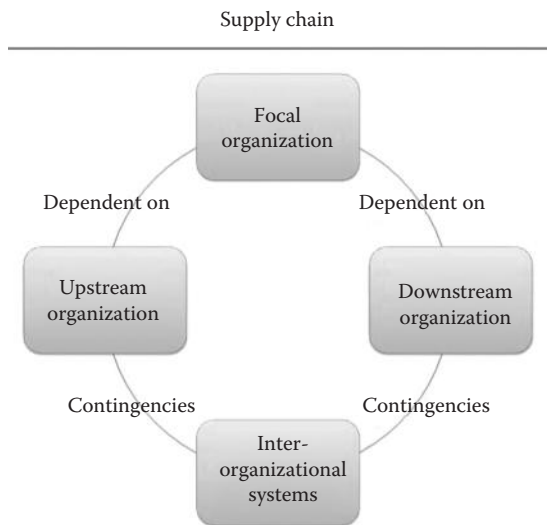 Supply chain
Focal
organization
Dependent on
Dependent on
Upstream
organization
Downstream
organization
Contingencies
Contingencies
Inter-
organizational
systems